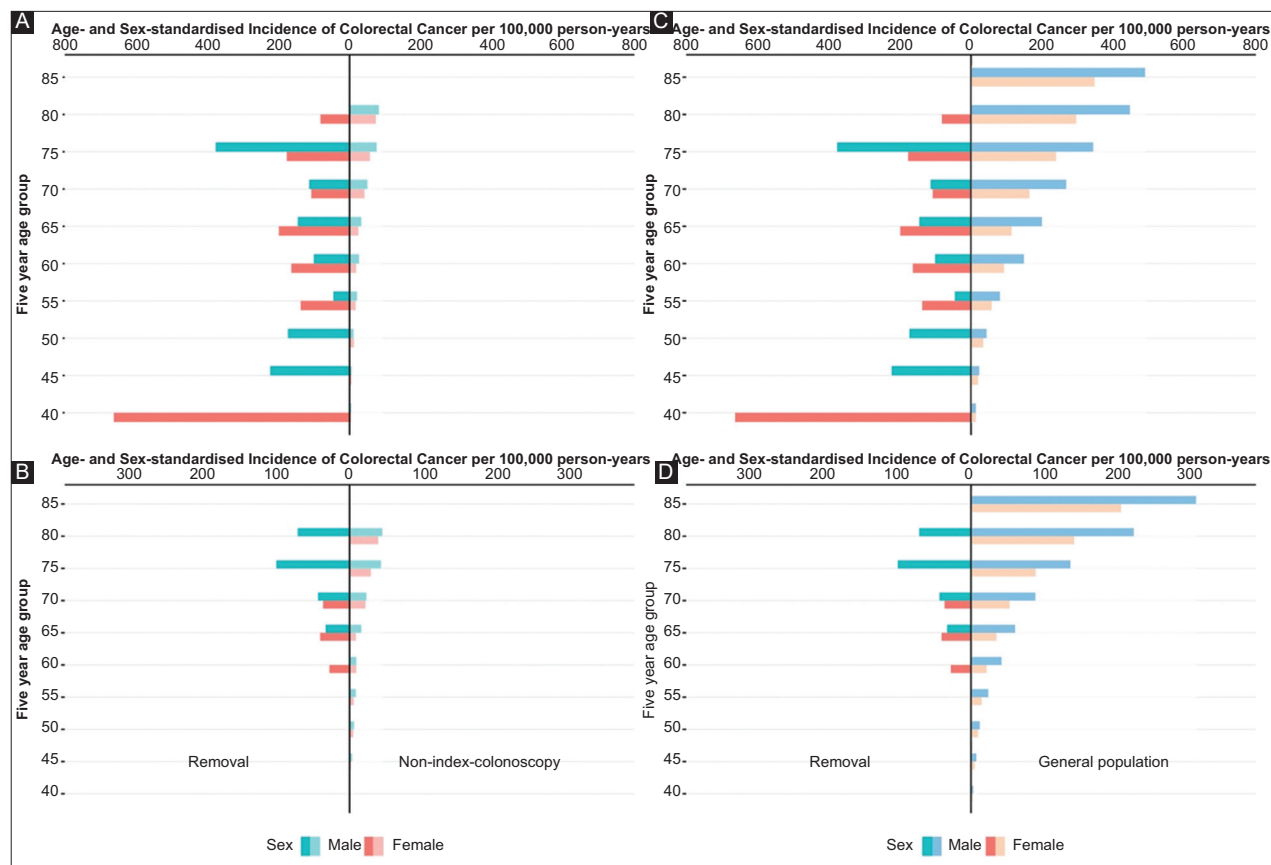 A
Age- and Sex-standardised Incidence of Colorectal Cancer per 100,000 person-years
800 600 400 200 0 200 400 600 800
Five year age group
85
80
75
70
65
60
55
50
45
40
C
Age- and Sex-standardised Incidence of Colorectal Cancer per 100,000 person-years
800 600 400 200 0 200 400 600 800
Five year age group
85
80
75
70
65
60
55
50
45
40
B
Age- and Sex-standardised Incidence of Colorectal Cancer per 100,000 person-years
300 200 100 0 100 200 300
Five year age group
85
80
75
70
65
60
55
50
45
40
Removal Non-index-colonoscopy
Sex Male Female
D
Age- and Sex-standardised Incidence of Colorectal Cancer per 100,000 person-years
300 200 100 0 100 200 300
Five year age group
85
80
75
70
65
60
55
50
45
40
Removal General population
Sex Male Female